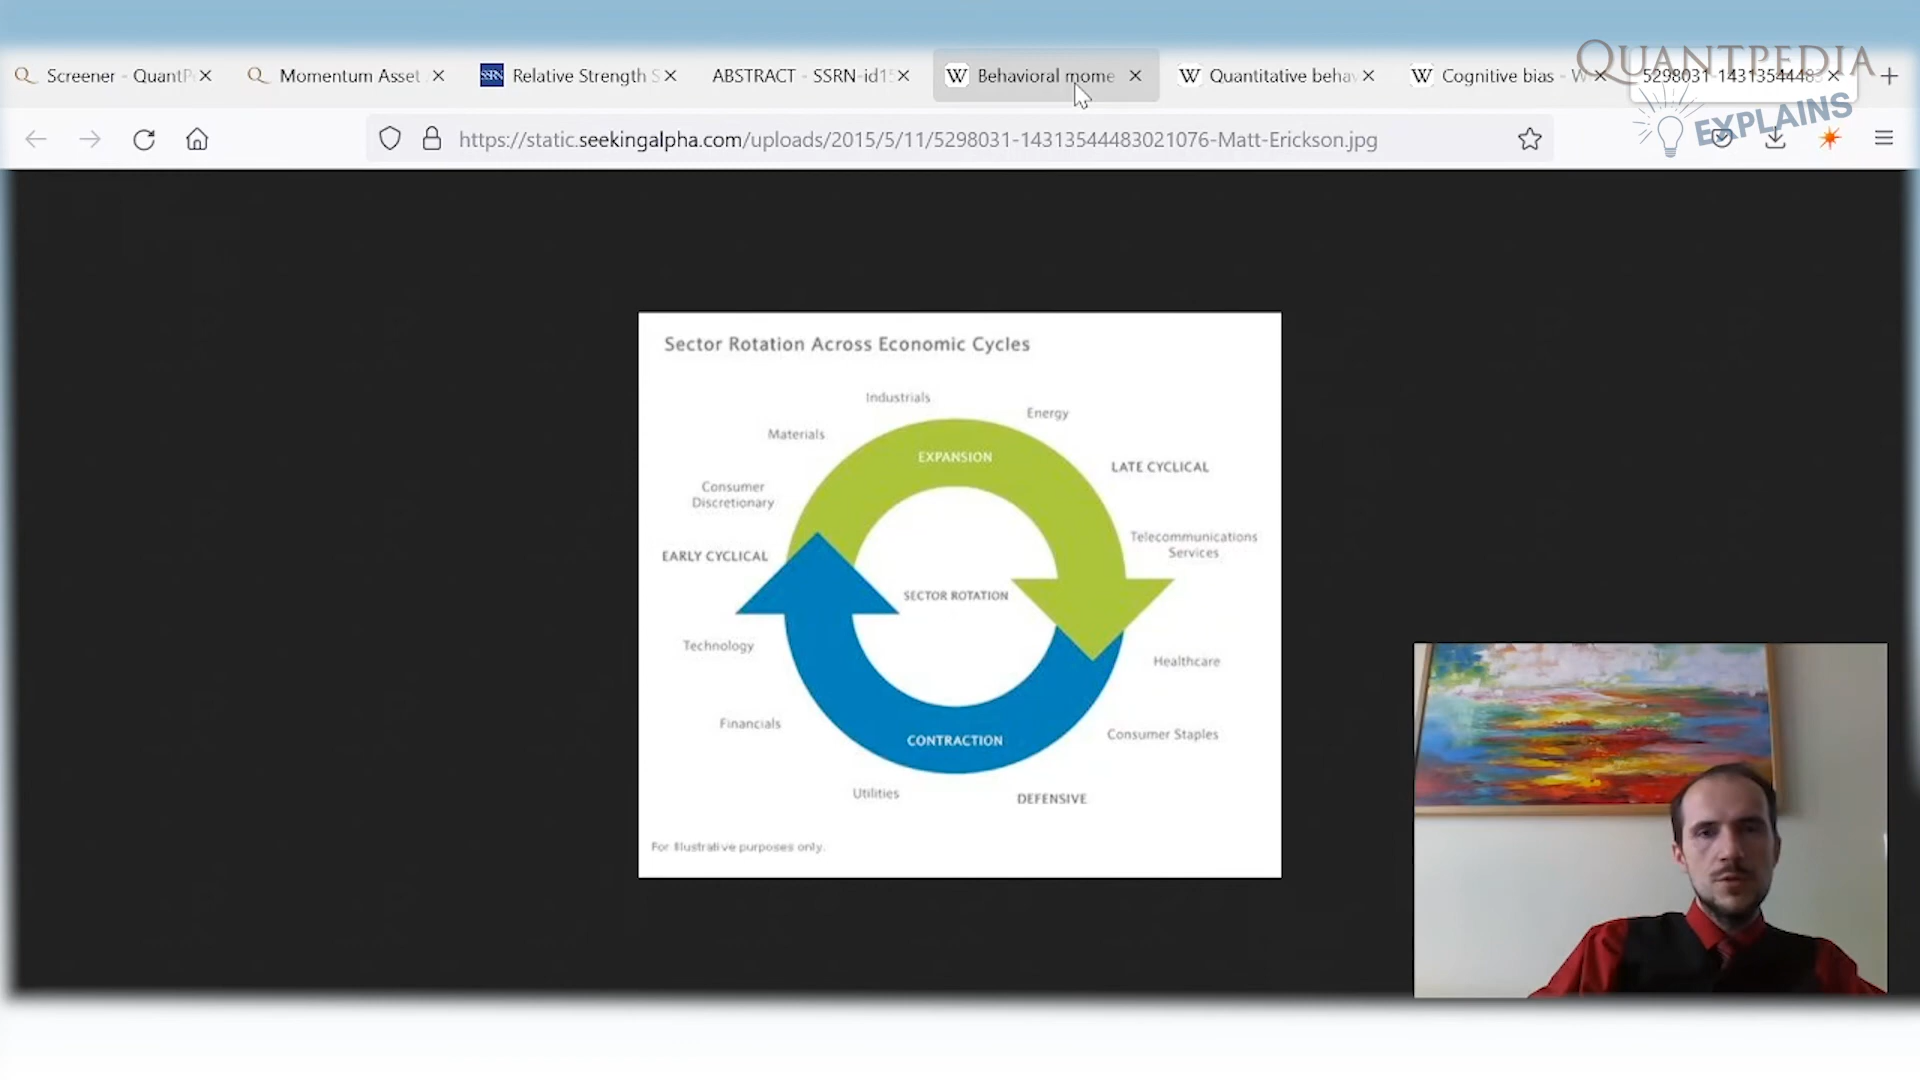 QUANTPEDIA
EXPLAINS
Screener - QuantP
Momentum Asset
SSRN
Relative Strength S
ABSTRACT - SSRN-id15
W
Behavioral mome
W
Quantitative behav
W
Cognitive bias - W
5298031-1431354448
https://static.seekingalpha.com/uploads/2015/5/11/5298031-14313544483021076-Matt-Erickson.jpg
Sector Rotation Across Economic Cycles
Industrials
Energy
Materials
EXPANSION
LATE CYCLICAL
Consumer
Discretionary
Telecommunications
Services
EARLY CYCLICAL
SECTOR ROTATION
Technology
Healthcare
Financials
Consumer Staples
CONTRACTION
Utilities
DEFENSIVE
For illustrative purposes only.